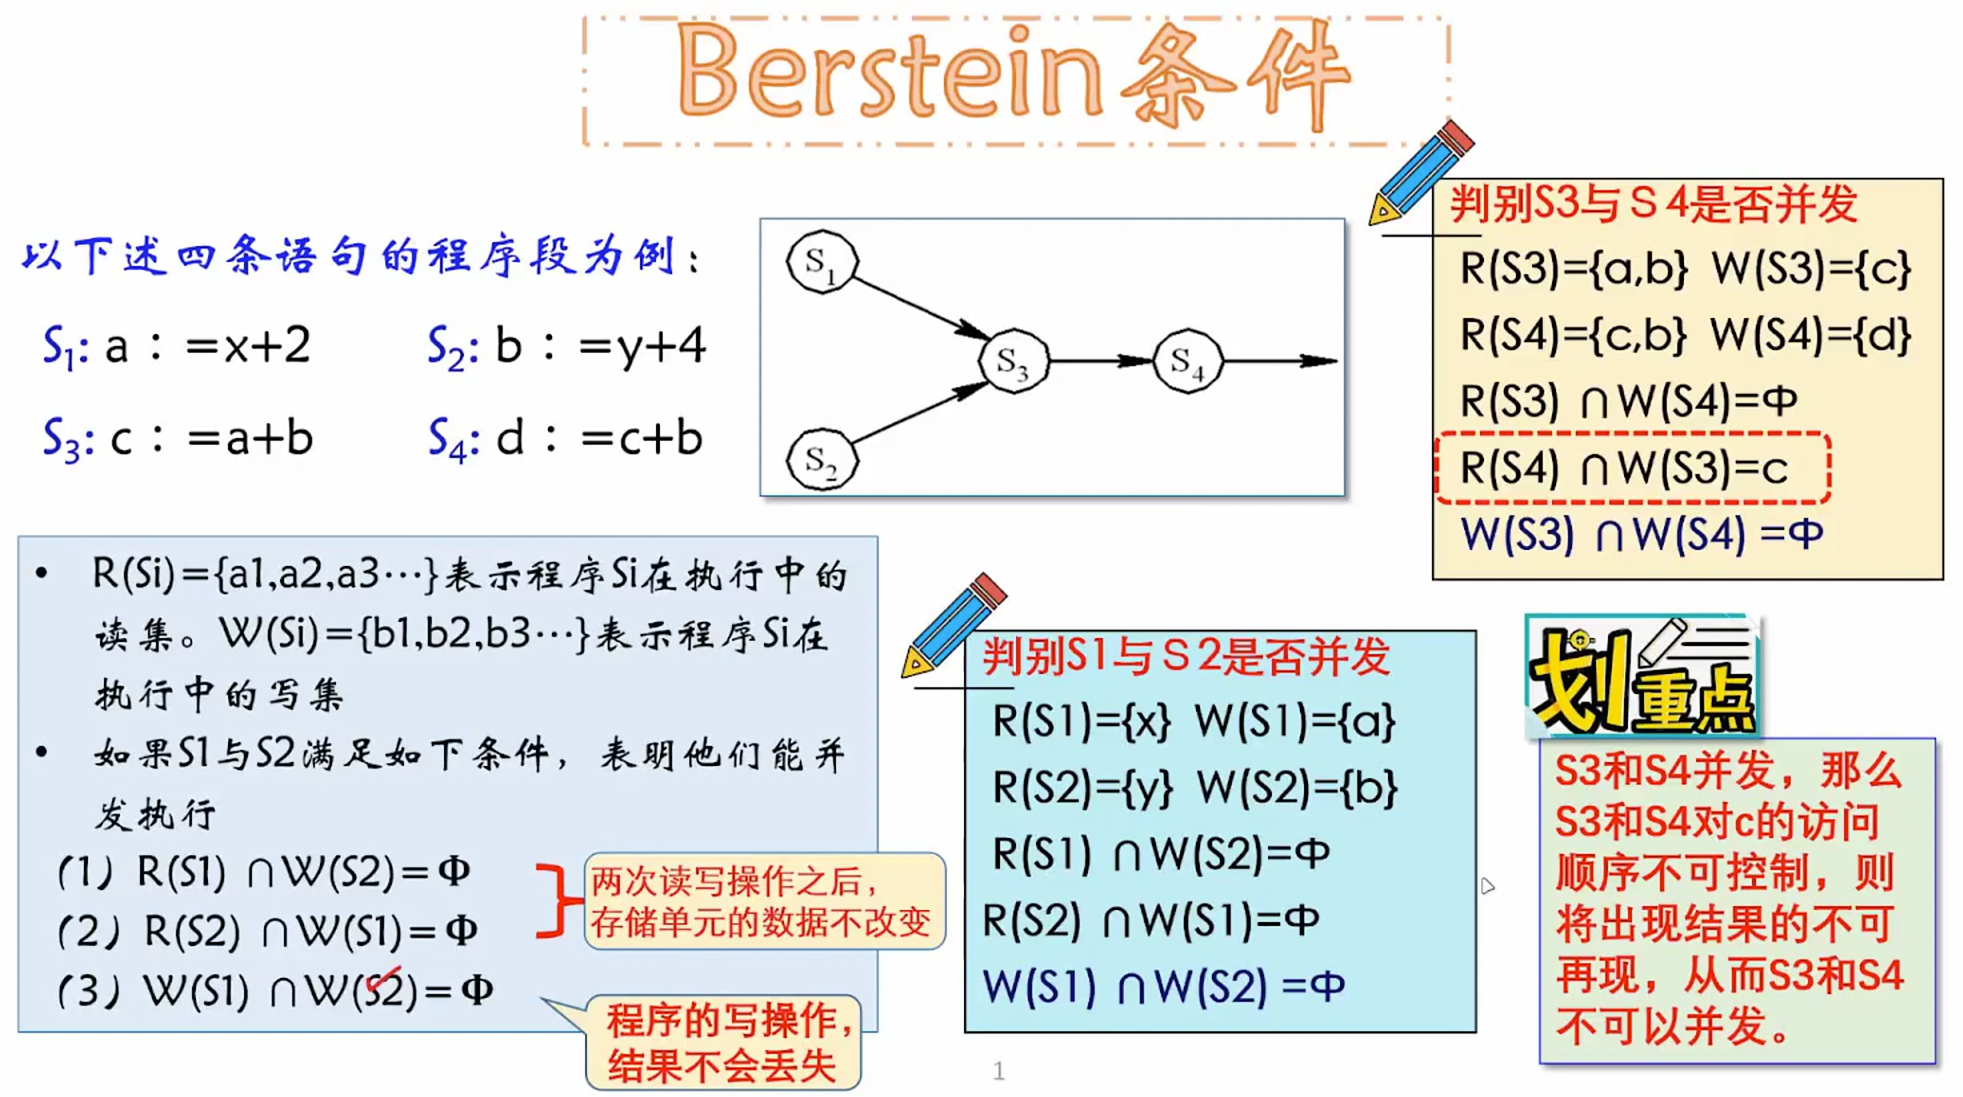 Berstein条件
以下述四条语句的程序段为例：
S1: a：=x+2 S2: b：=y+4
S3: c：=a+b S4: d：=c+b
S1
S3
S4
S2
判别S3与S4是否并发
R(S3)={a,b} W(S3)={c}
R(S4)={c,b} W(S4)={d}
R(S3) ∩W(S4)=Φ
R(S4) ∩W(S3)=c
W(S3) ∩W(S4) =Φ
• R(Si)={a1,a2,a3…}表示程序Si在执行中的
读集。W(Si)={b1,b2,b3…}表示程序Si在
执行中的写集
• 如果S1与S2满足如下条件，表明他们能并
发执行
(1) R(S1) ∩W(S2)= Φ
(2) R(S2) ∩W(S1)= Φ
(3) W(S1) ∩W(S2)= Φ
两次读写操作之后，
存储单元的数据不改变
程序的写操作，
结果不会丢失
判别S1与S2是否并发
R(S1)={x} W(S1)={a}
R(S2)={y} W(S2)={b}
R(S1) ∩W(S2)=Φ
R(S2) ∩W(S1)=Φ
W(S1) ∩W(S2) =Φ
划重点
S3和S4并发，那么
S3和S4对c的访问
顺序不可控制，则
将出现结果的不可
再现，从而S3和S4
不可以并发。
1